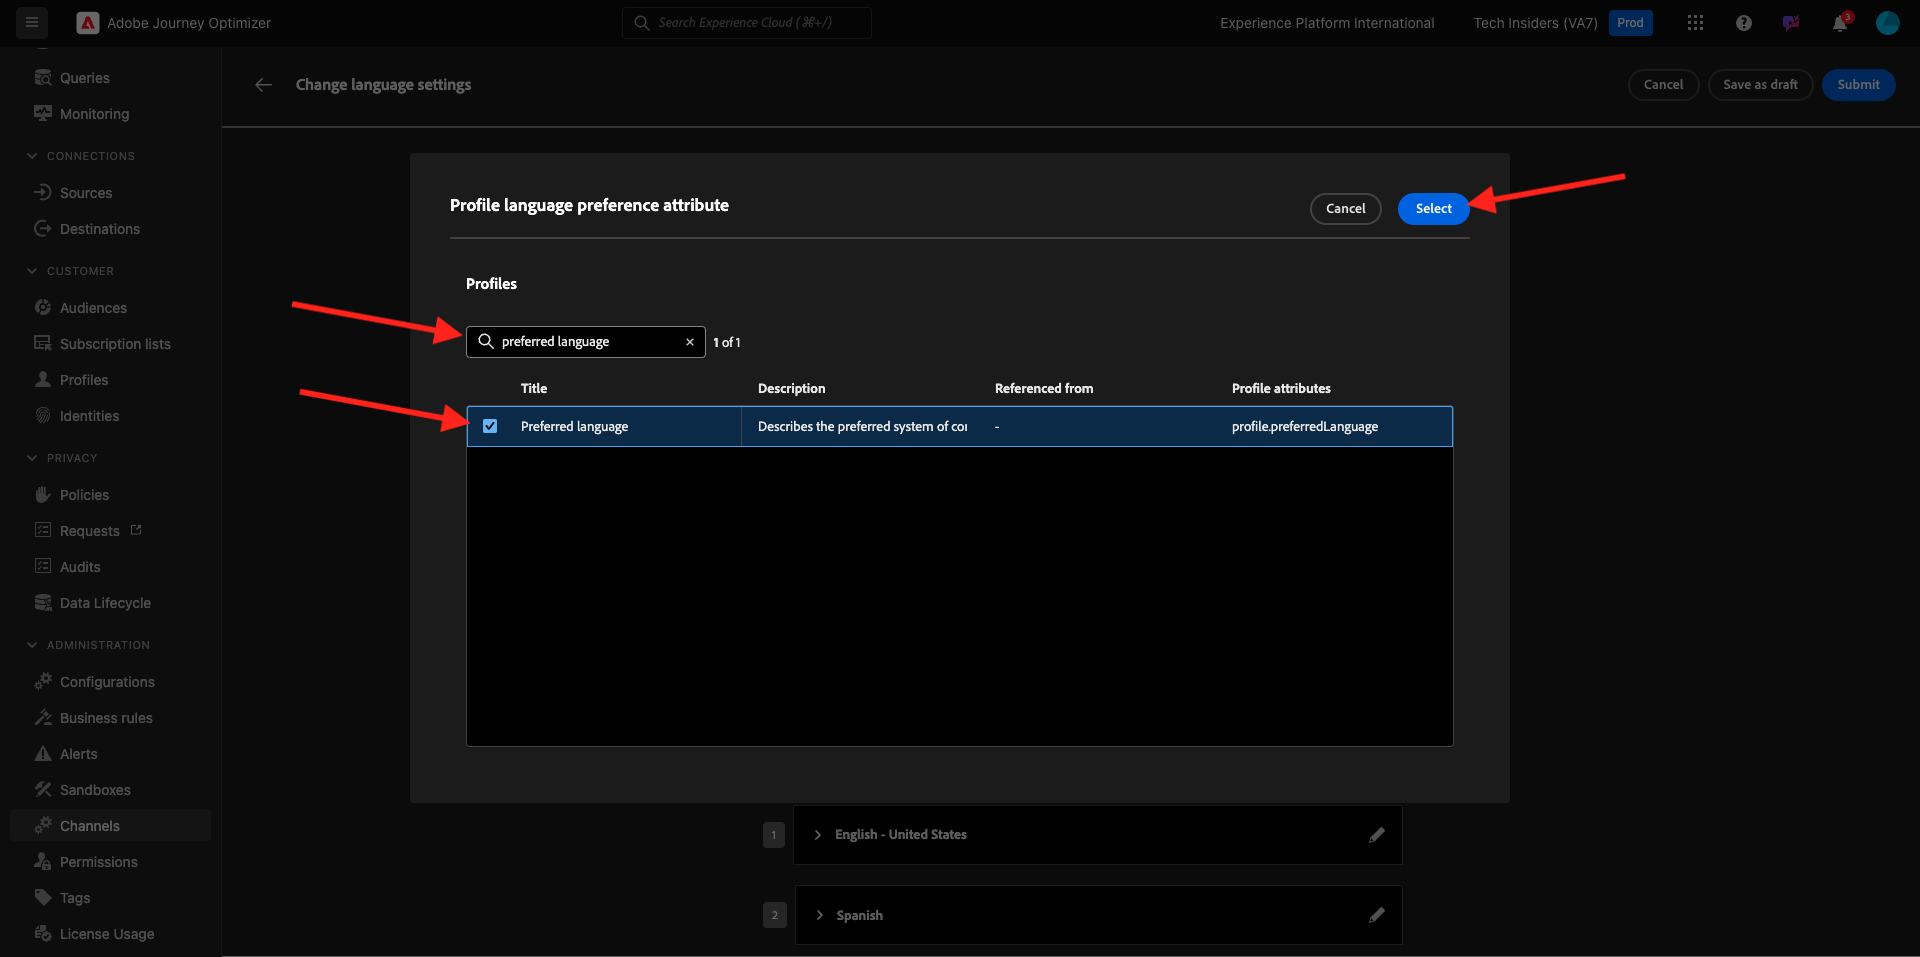 Adobe Journey Optimizer
Search Experience Cloud (⌘+/)
Experience Platform International
Tech Insiders (VA7)
Prod
3
Queries
Monitoring
CONNECTIONS
Sources
Destinations
CUSTOMER
Audiences
Subscription lists
Profiles
Identities
PRIVACY
Policies
Requests
Audits
Data Lifecycle
ADMINISTRATION
Configurations
Business rules
Alerts
Sandboxes
Channels
Permissions
Tags
License Usage
Change language settings
Cancel
Save as draft
Submit
Profile language preference attribute
Cancel
Select
Profiles
preferred language
1 of 1
Title Description Referenced from Profile attributes
Preferred language Describes the preferred system of cor - profile.preferredLanguage
1 English - United States
2 Spanish